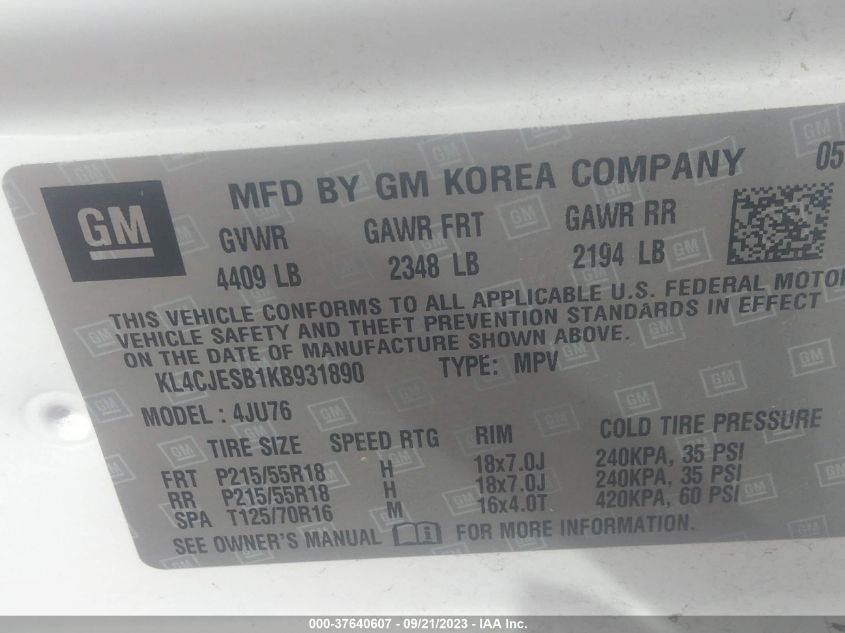 MFD BY GM KOREA COMPANY 05
GM
GVWR GAWR FRT GAWR RR
4409 LB 2348 LB 2194 LB
THIS VEHICLE CONFORMS TO ALL APPLICABLE U.S. FEDERAL MOTOR
VEHICLE SAFETY AND THEFT PREVENTION STANDARDS IN EFFECT
ON THE DATE OF MANUFACTURE SHOWN ABOVE.
KL4CJESB1KB931890 TYPE: MPV
MODEL: 4JU76
TIRE SIZE SPEED RTG RIM COLD TIRE PRESSURE
FRT P215/55R18 H 18x7.0J 240KPA, 35 PSI
RR P215/55R18 H 18x7.0J 240KPA, 35 PSI
SPA T125/70R16 M 16x4.0T 420KPA, 60 PSI
SEE OWNER'S MANUAL FOR MORE INFORMATION.
000-37640607 - 09/21/2023 - IAA Inc.